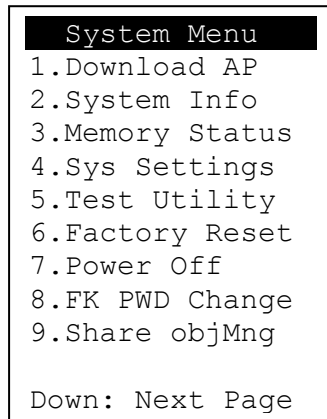 System Menu
1.Download AP
2.System Info
3.Memory Status
4.Sys Settings
5.Test Utility
6.Factory Reset
7.Power Off
8.FK PWD Change
9.Share objMng
Down: Next Page